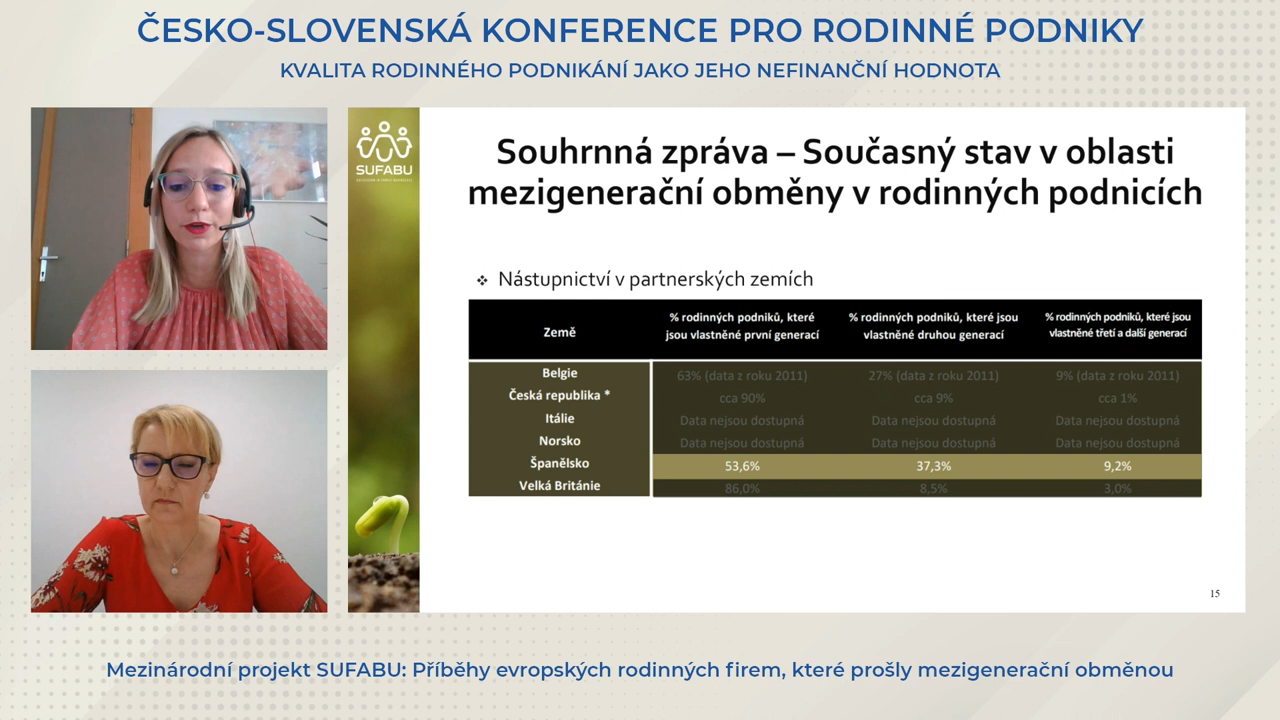 ČESKO-SLOVENSKÁ KONFERENCE PRO RODINNÉ PODNIKY
KVALITA RODINNÉHO PODNIKÁNÍ JAKO JEHO NEFINANČNÍ HODNOTA
SUFABU
Souhrnná zpráva – Současný stav v oblasti
mezigenerační obměny v rodinných podnicích
❖ Nástupnictví v partnerských zemích
Země
% rodinných podniků, které
jsou vlastněné první generací
% rodinných podniků, které jsou
vlastněné druhou generací
% rodinných podniků, které jsou
vlastněné třetí a další generací
Belgie 63% (data z roku 2011) 27% (data z roku 2011) 9% (data z roku 2011)
Česká republika * cca 90% cca 9% cca 1%
Itálie Data nejsou dostupná Data nejsou dostupná Data nejsou dostupná
Norsko Data nejsou dostupná Data nejsou dostupná Data nejsou dostupná
Španělsko 53,6% 37,3% 9,2%
Velká Británie 86,0% 8,5% 3,0%
15
Mezinárodní projekt SUFABU: Příběhy evropských rodinných firem, které prošly mezigenerační obměnou